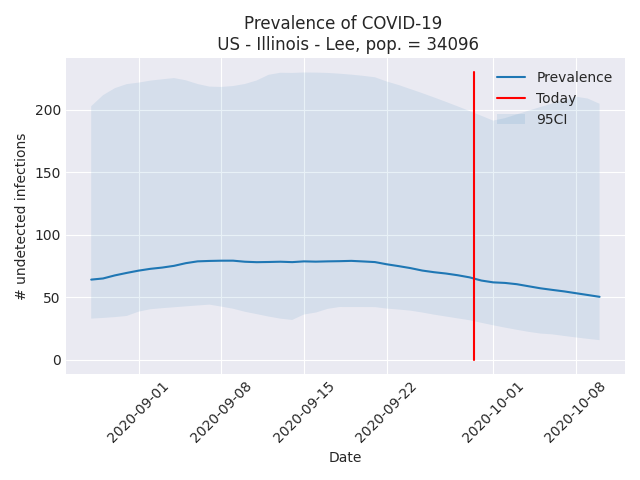 Prevalence of COVID-19
US - Illinois - Lee, pop. = 34096
Prevalence
Today
95CI
# undetected infections
200
150
100
50
0
2020-09-01
2020-09-08
2020-09-15
2020-09-22
2020-10-01
2020-10-08
Date